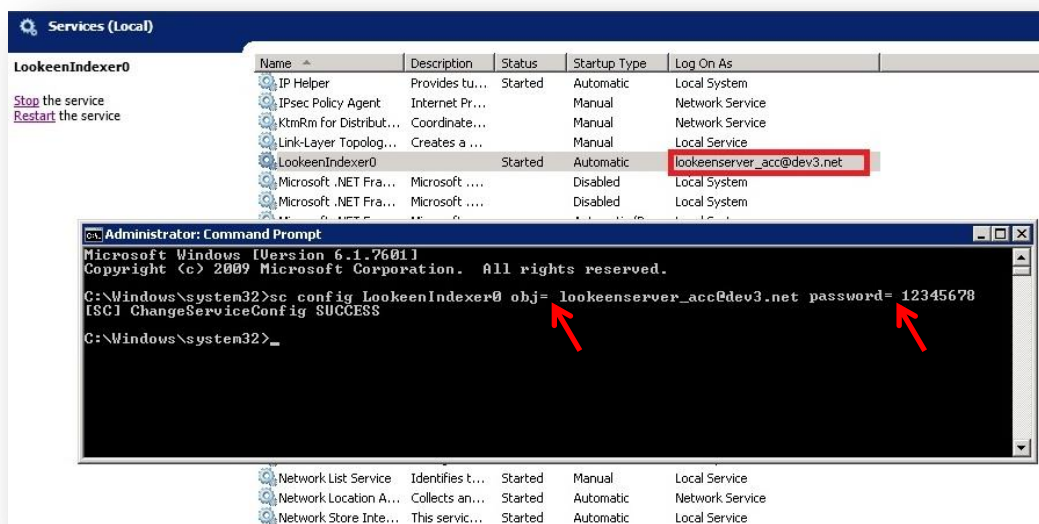 Services (Local)
LookeenIndexer0
Stop the service
Restart the service
Name Description Status Startup Type Log On As
IP Helper Provides tu... Started Automatic Local System
IPsec Policy Agent Internet Pr... Manual Network Service
KtmRm for Distribut... Coordinate... Manual Network Service
Link-Layer Topolog... Creates a ... Manual Local Service
LookeenIndexer0 Started Automatic lookeenserver_acc@dev3.net
Microsoft .NET Fra... Microsoft .... Disabled Local System
Microsoft .NET Fra... Microsoft .... Disabled Local System
Administrator: Command Prompt
Microsoft Windows [Version 6.1.7601]
Copyright (c) 2009 Microsoft Corporation. All rights reserved.
C:\Windows\system32>sc config LookeenIndexer0 obj= lookeenserver_acc@dev3.net password= 12345678
[SC] ChangeServiceConfig SUCCESS
C:\Windows\system32>_
Network List Service Identifies t... Started Manual Local Service
Network Location A... Collects an... Started Automatic Network Service
Network Store Inte... This servic... Started Automatic Local Service